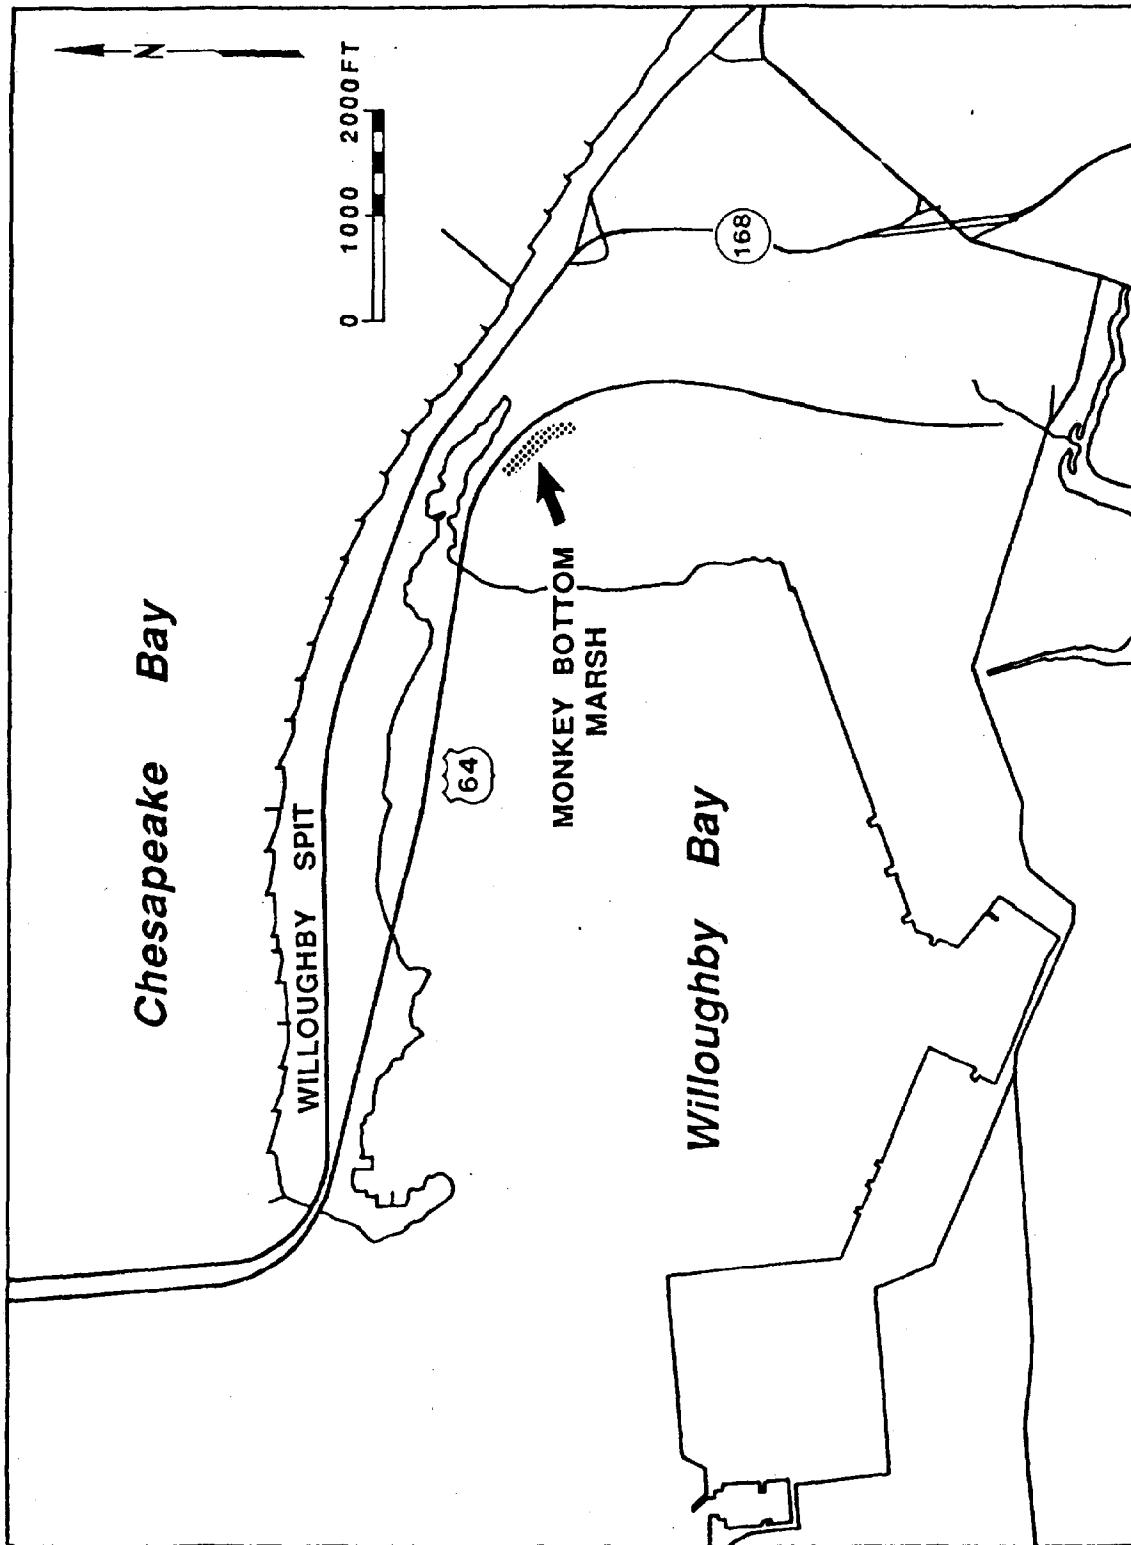 N
0 1000 2000FT
Chesapeake Bay
WILLOUGHBY SPIT
168
64
MONKEY BOTTOM
MARSH
Willoughby Bay